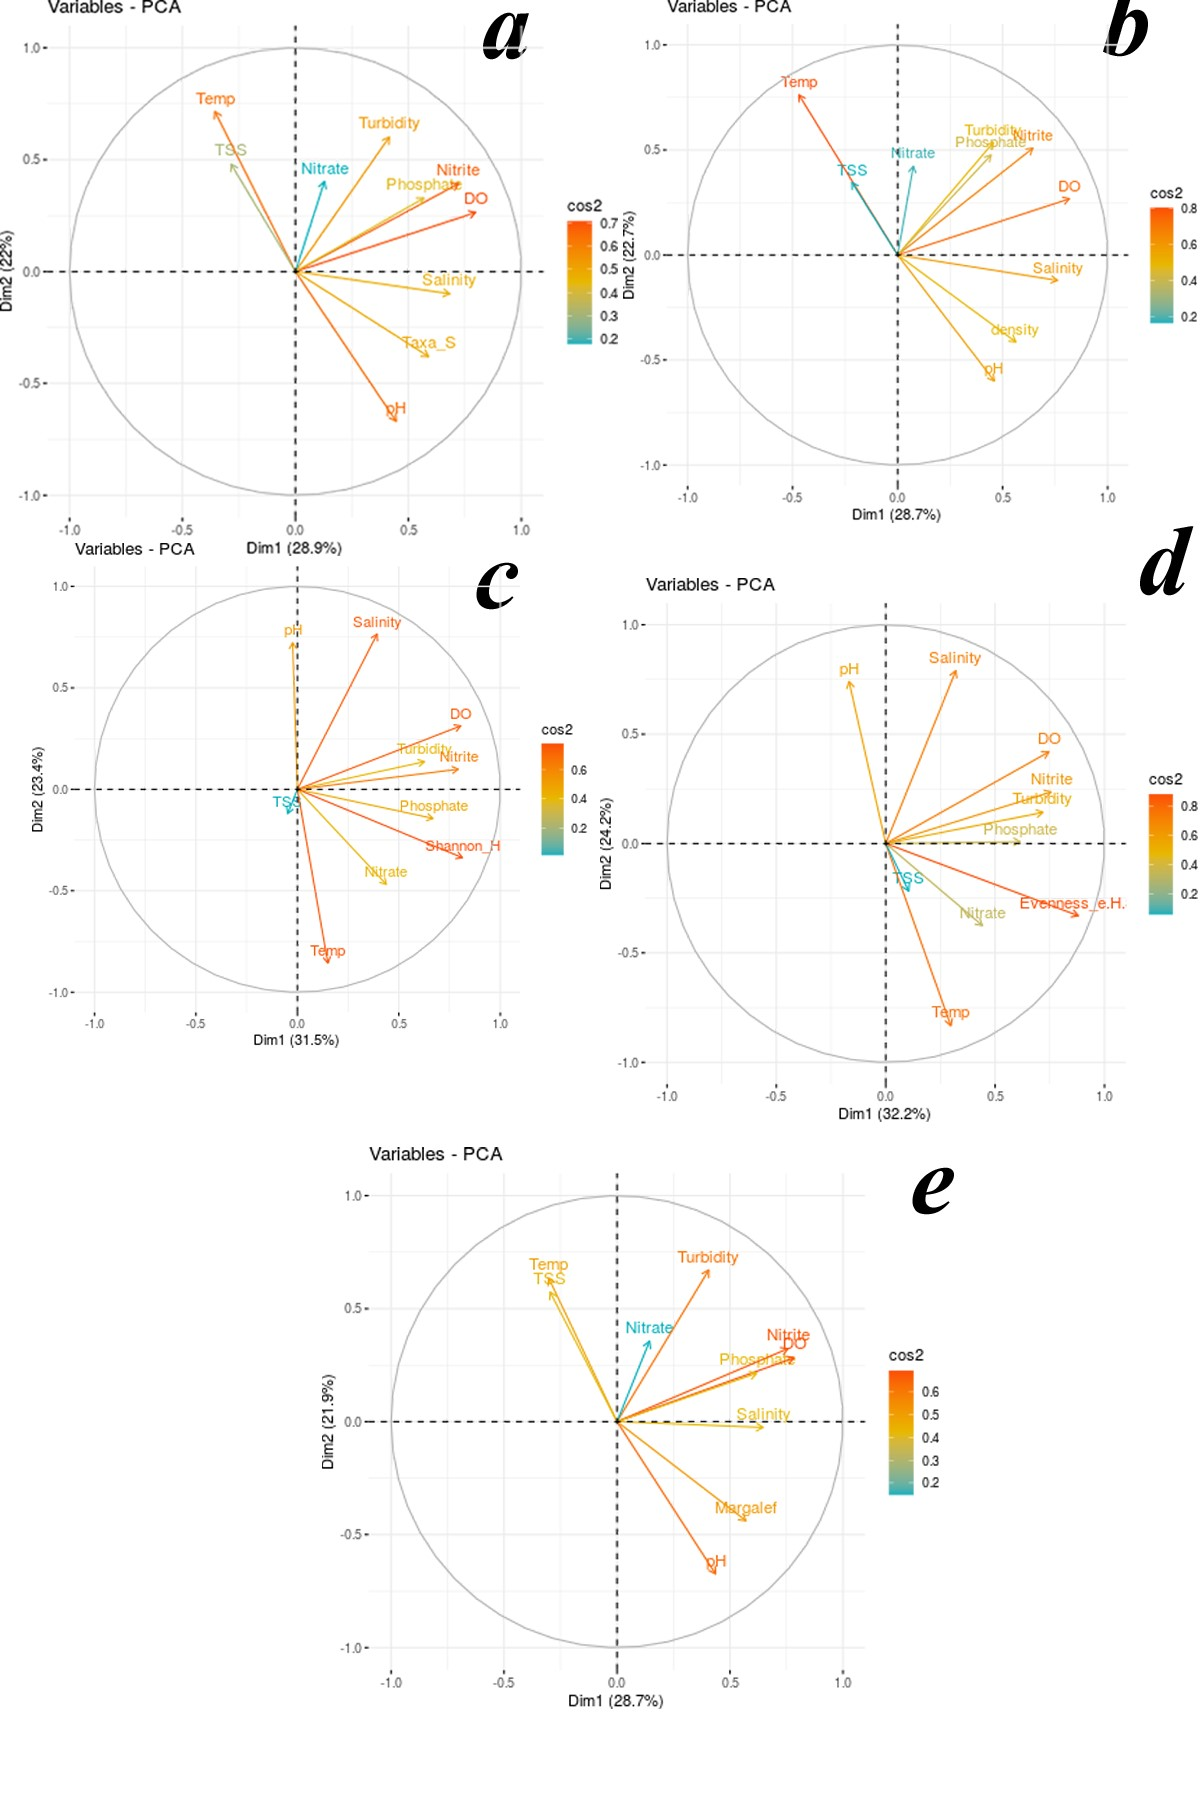 Variables - PCA
a
1.0
0.5
0.0
-0.5
-1.0
Dim2 (22%)
Temp
TSS
Nitrate
Turbidity
Phosphate
Nitrite
DO
Salinity
Taxa_S
pH
-1.0 -0.5 0.0 0.5 1.0
Dim1 (28.9%)
cos2
0.7
0.6
0.5
0.4
0.3
0.2
Variables - PCA
b
1.0
0.5
0.0
-0.5
-1.0
Dim2 (22.7%)
Temp
TSS
Nitrate
Turbidity
Phosphate
Nitrite
DO
Salinity
density
pH
-1.0 -0.5 0.0 0.5 1.0
Dim1 (28.7%)
cos2
0.8
0.6
0.4
0.2
Variables - PCA
c
1.0
0.5
0.0
-0.5
-1.0
Dim2 (23.4%)
pH
Salinity
DO
Turbidity
Nitrite
TSS
Phosphate
Shannon_H
Nitrate
Temp
-1.0 -0.5 0.0 0.5 1.0
Dim1 (31.5%)
cos2
0.6
0.4
0.2
Variables - PCA
d
1.0
0.5
0.0
-0.5
-1.0
Dim2 (24.2%)
pH
Salinity
DO
Nitrite
Turbidity
Phosphate
TSS
Evenness_e.H.
Nitrate
Temp
-1.0 -0.5 0.0 0.5 1.0
Dim1 (32.2%)
cos2
0.8
0.6
0.4
0.2
Variables - PCA
e
1.0
0.5
0.0
-0.5
-1.0
Dim2 (21.9%)
Temp
TSS
Turbidity
Nitrate
Nitrite
DO
Phosphate
Salinity
Margalef
pH
-1.0 -0.5 0.0 0.5 1.0
Dim1 (28.7%)
cos2
0.6
0.5
0.4
0.3
0.2